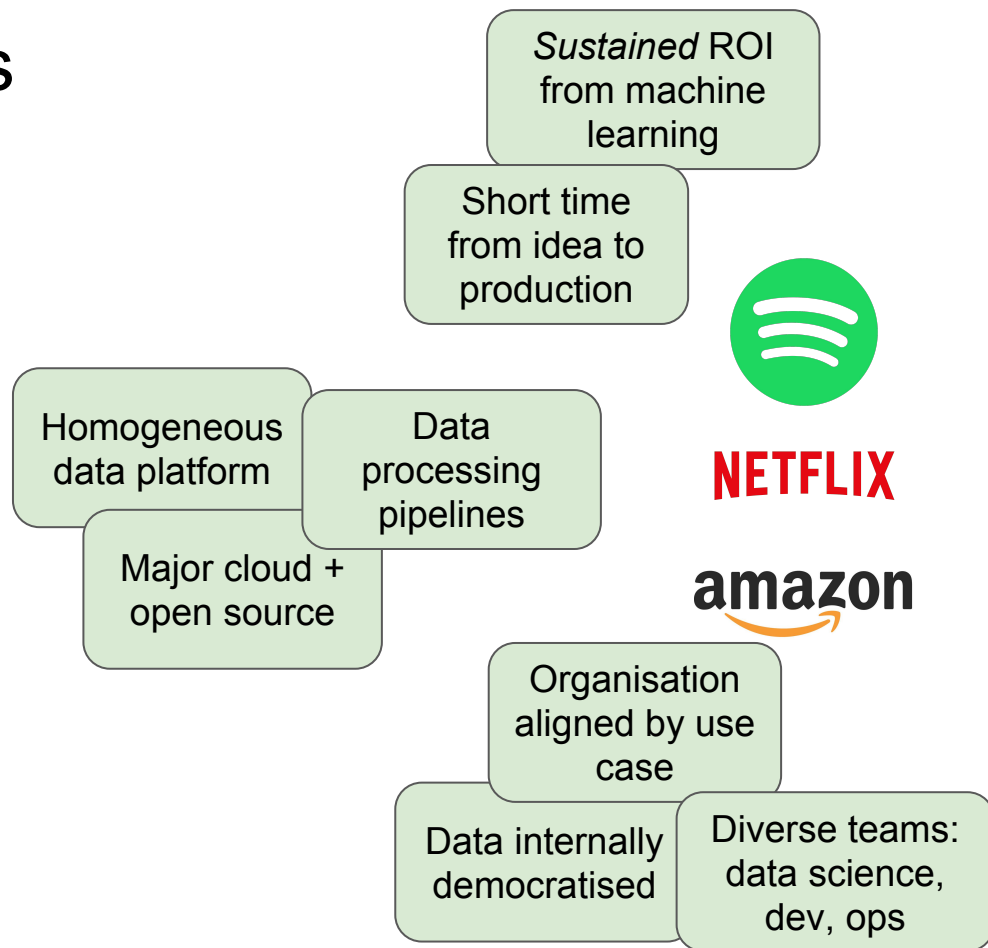 s
Sustained ROI
from machine
learning
Short time
from idea to
production
Homogeneous
data platform
Data
processing
pipelines
Major cloud +
open source
NETFLIX
amazon
Organisation
aligned by use
case
Data internally
democratised
Diverse teams:
data science,
dev, ops